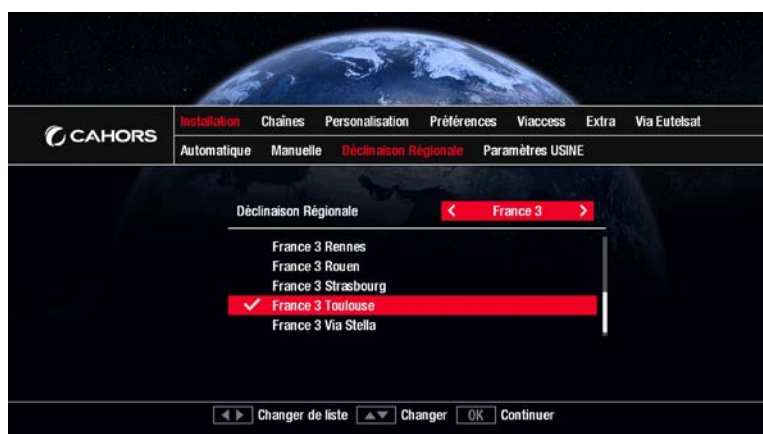 CAHORS
Installation Chaînes Personalisation Préférences Viaccess Extra Via Eutelsat
Automatique Manuelle Déclinaison Régionale Paramètres USINE
Déclinaison Régionale < France 3 >
France 3 Rennes
France 3 Rouen
France 3 Strasbourg
✓ France 3 Toulouse
France 3 Via Stella
◀▶ Changer de liste ▲▼ Changer OK Continuer